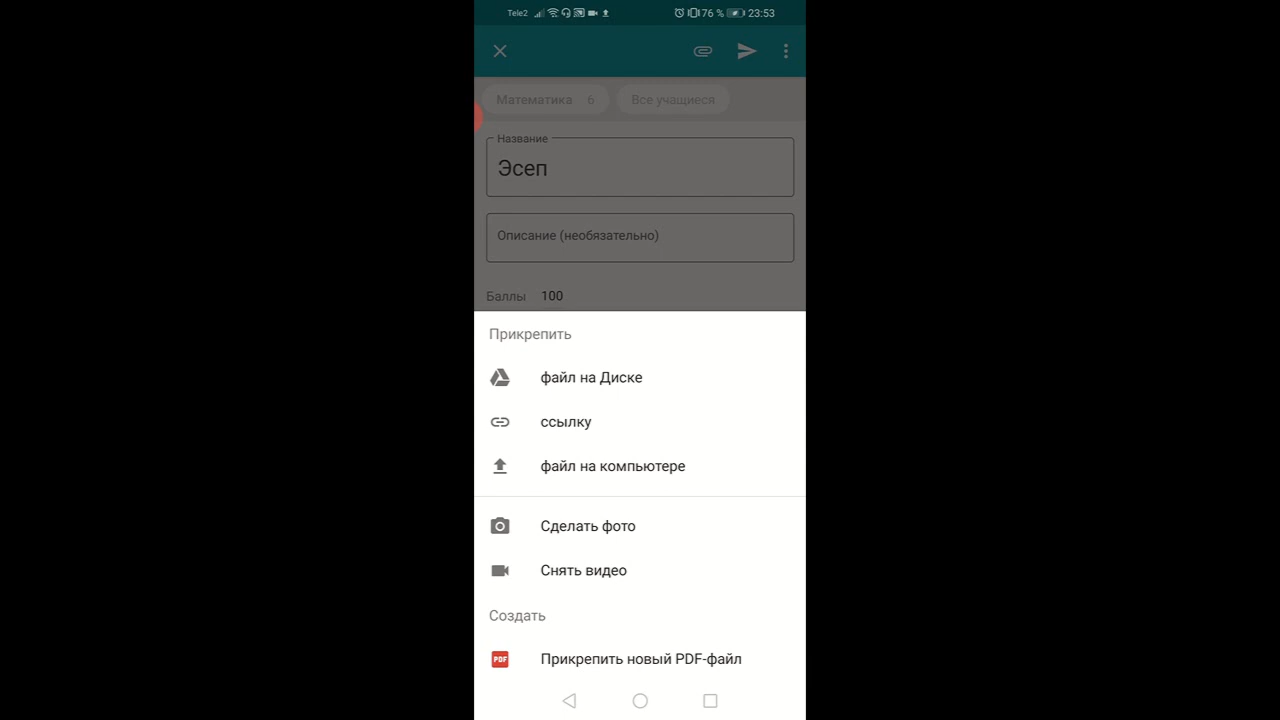 Tele2 76 % 23:53
Математика 6 Все учащиеся
Название
Эсеп
Описание (необязательно)
Баллы 100
Прикрепить
файл на Диске
ссылку
файл на компьютере
Сделать фото
Снять видео
Создать
PDF Прикрепить новый PDF-файл